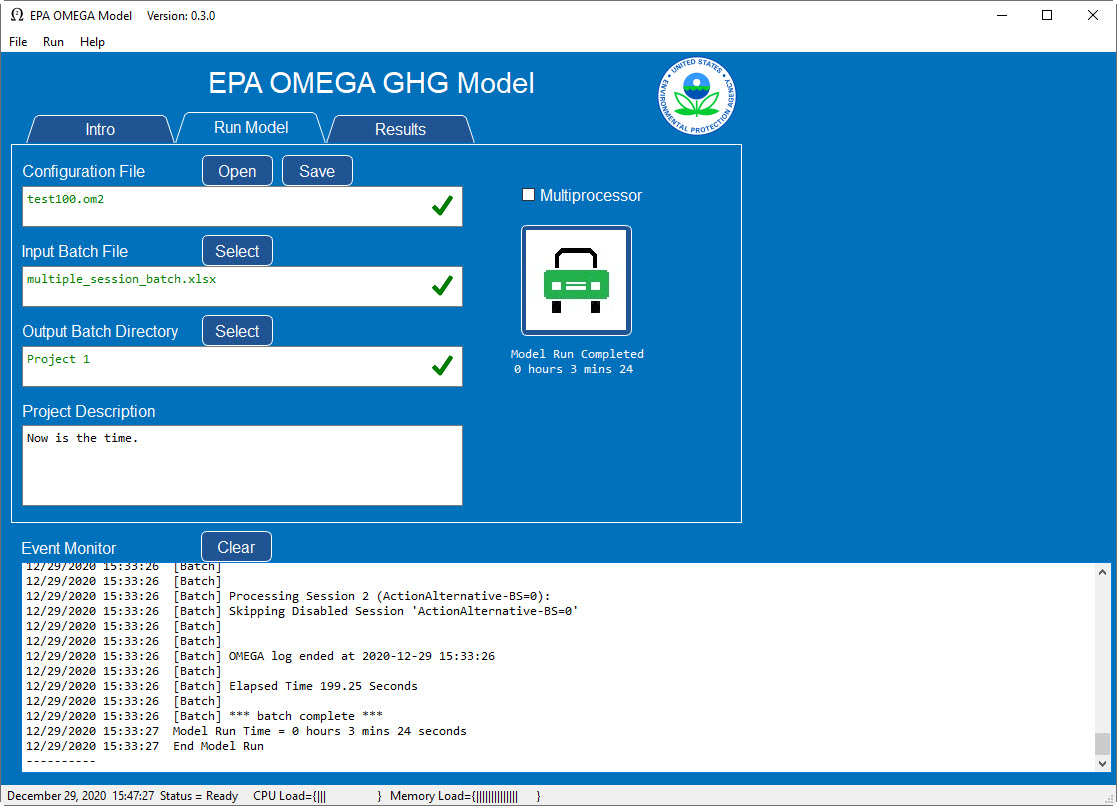 EPA OMEGA Model Version: 0.3.0
File Run Help
EPA OMEGA GHG Model
UNITED STATES
ENVIRONMENTAL PROTECTION AGENCY
Intro Run Model Results
Configuration File Open Save
test100.om2
Multiprocessor
Input Batch File Select
multiple_session_batch.xlsx
Output Batch Directory Select
Project 1
Model Run Completed
0 hours 3 mins 24
Project Description
Now is the time.
Event Monitor Clear
12/29/2020 15:33:26 [Batch]
12/29/2020 15:33:26 [Batch]
12/29/2020 15:33:26 [Batch] Processing Session 2 (ActionAlternative-BS=0):
12/29/2020 15:33:26 [Batch] Skipping Disabled Session 'ActionAlternative-BS=0'
12/29/2020 15:33:26 [Batch]
12/29/2020 15:33:26 [Batch]
12/29/2020 15:33:26 [Batch] OMEGA log ended at 2020-12-29 15:33:26
12/29/2020 15:33:26 [Batch]
12/29/2020 15:33:26 [Batch] Elapsed Time 199.25 Seconds
12/29/2020 15:33:26 [Batch]
12/29/2020 15:33:26 [Batch] *** batch complete ***
12/29/2020 15:33:27 Model Run Time = 0 hours 3 mins 24 seconds
12/29/2020 15:33:27 End Model Run
----------
December 29, 2020 15:47:27 Status = Ready CPU Load={||| } Memory Load={|||||||||||||| }